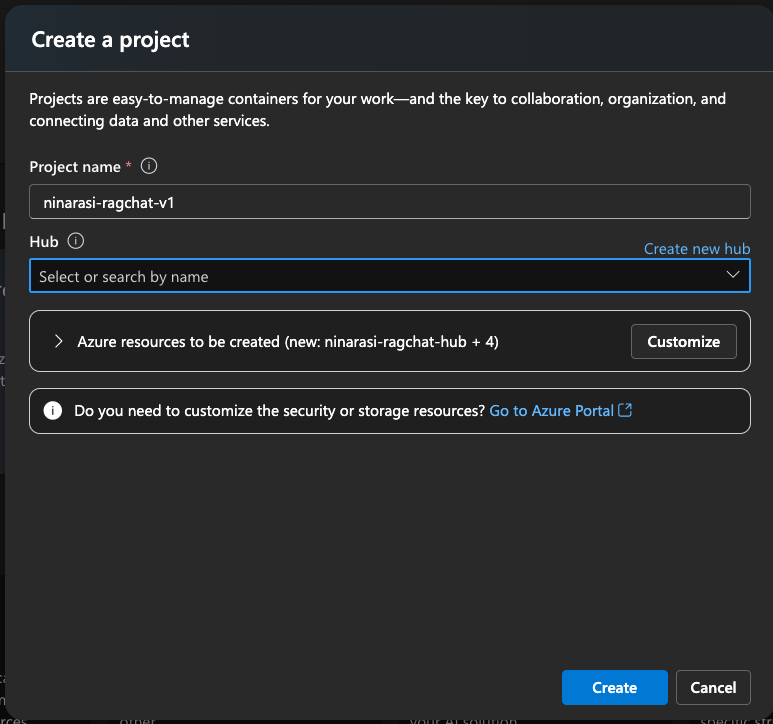 Create a project
Projects are easy-to-manage containers for your work—and the key to collaboration, organization, and
connecting data and other services.
Project name *
ninarasi-ragchat-v1
Hub
Create new hub
Select or search by name
Azure resources to be created (new: ninarasi-ragchat-hub + 4)
Customize
Do you need to customize the security or storage resources? Go to Azure Portal
Create
Cancel